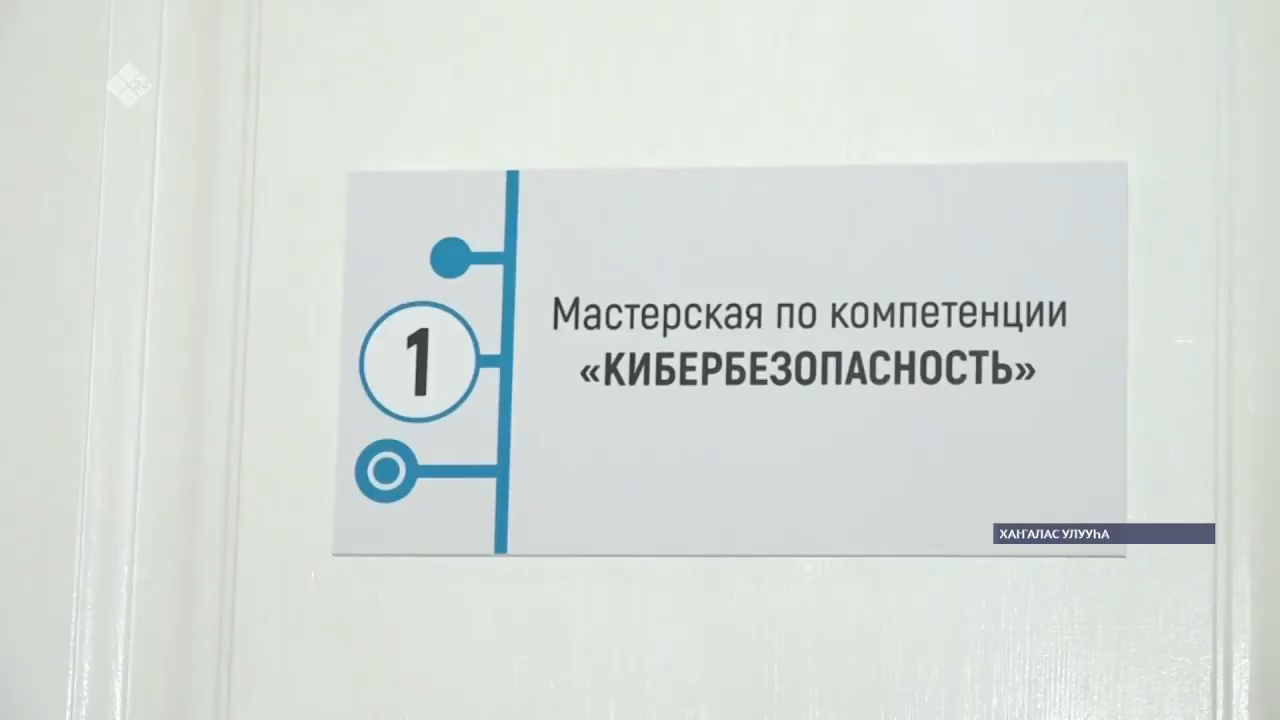 1
Мастерская по компетенции
«КИБЕРБЕЗОПАСНОСТЬ»
ХАҤАЛАС УЛУУҺА